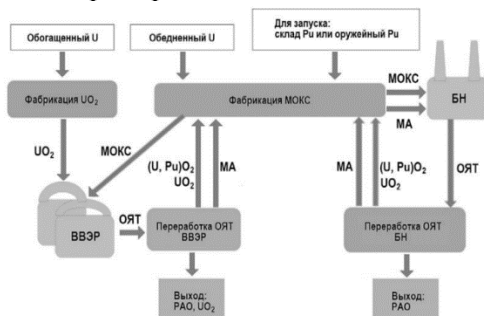 Обогащенный U
Обедненный U
Для запуска:
склад Pu или оружейный Pu
Фабрикация UO₂
Фабрикация МОКС
МОКС
МА
БН
UO₂
МОКС
(U, Pu)O₂
UO₂
МА
МА
(U, Pu)O₂
UO₂
ОЯТ
ВВЭР
ОЯТ
Переработка ОЯТ
ВВЭР
Переработка ОЯТ
БН
Выход:
РАО, UO₂
Выход:
РАО